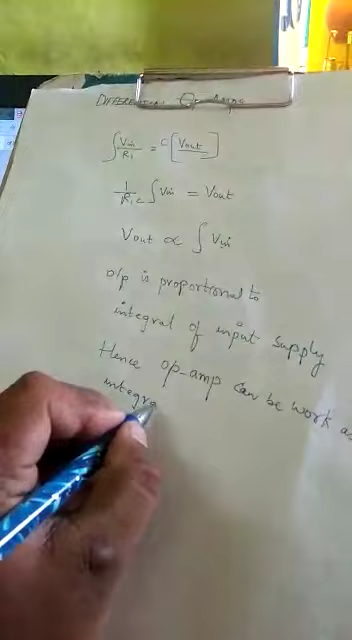 ∫ Vin/R1 = C [Vout]
1/R1C ∫ Vin = Vout
Vout ∝ ∫ Vin
o/p is proportional to
integral of input supply
Hence op-amp can be work as
integra